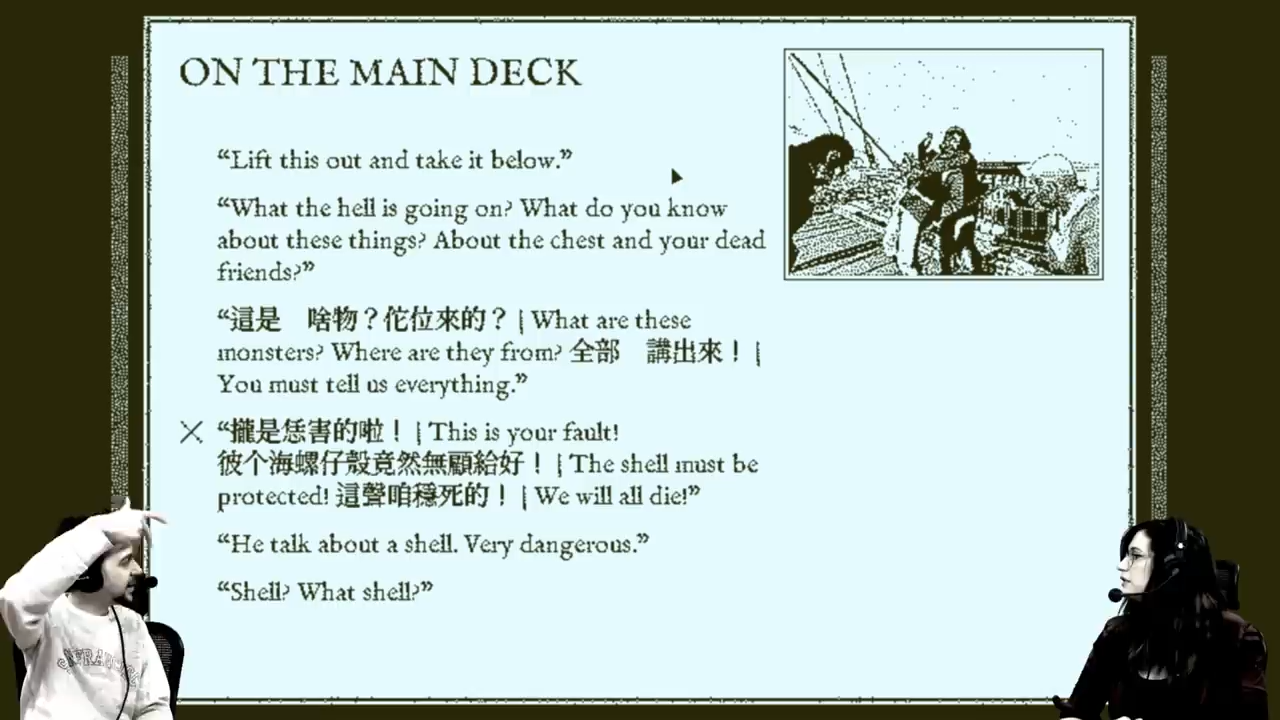 ON THE MAIN DECK
“Lift this out and take it below.”
“What the hell is going on? What do you know
about these things? About the chest and your dead
friends?”
“這是　啥物？佗位來的？ | What are these
monsters? Where are they from? 全部　講出來！ |
You must tell us everything.”
“攏是恁害的啦！ | This is your fault!
彼个海螺仔殼竟然無顧給好！ | The shell must be
protected! 這聲咱穩死的！ | We will all die!”
“He talk about a shell. Very dangerous.”
“Shell? What shell?”